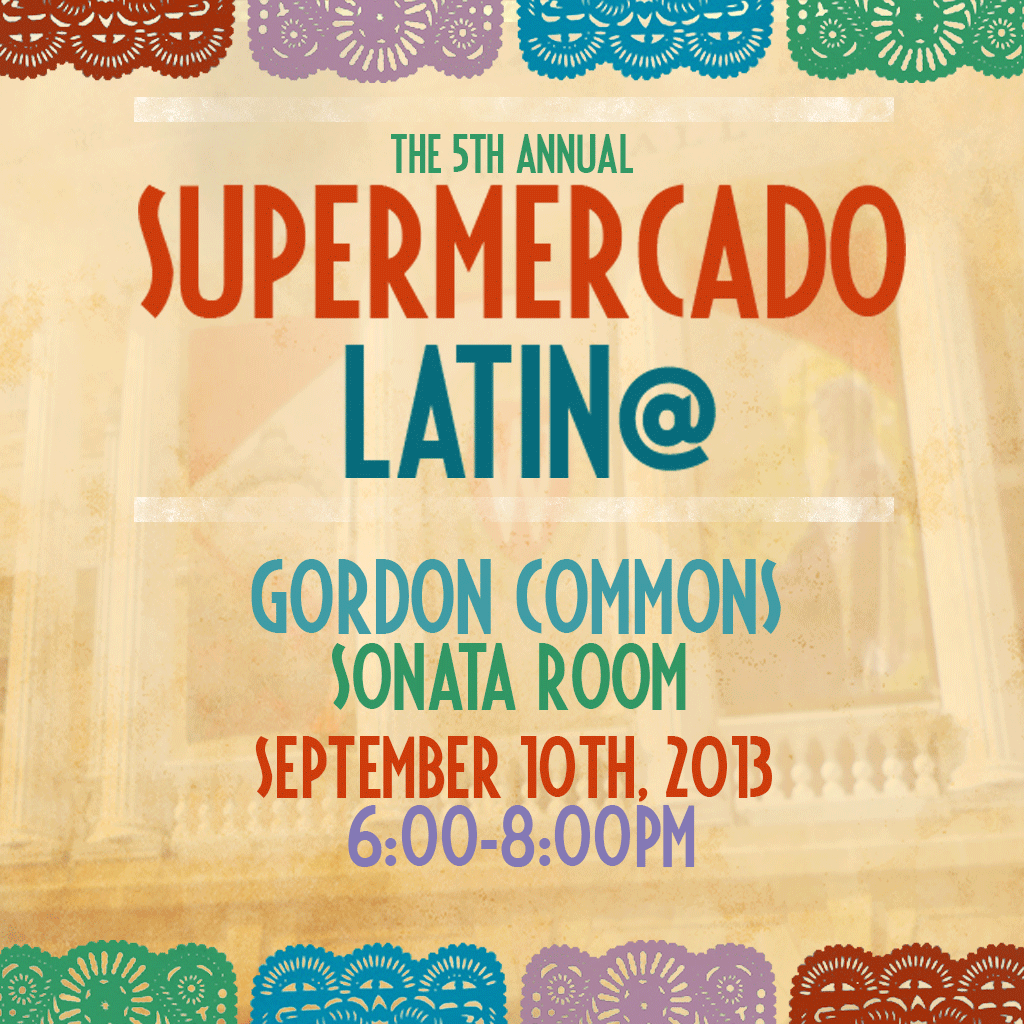 THE 5TH ANNUAL
SUPERMERCADO
LATIN@
GORDON COMMONS
SONATA ROOM
SEPTEMBER 10TH, 2013
6:00-8:00PM